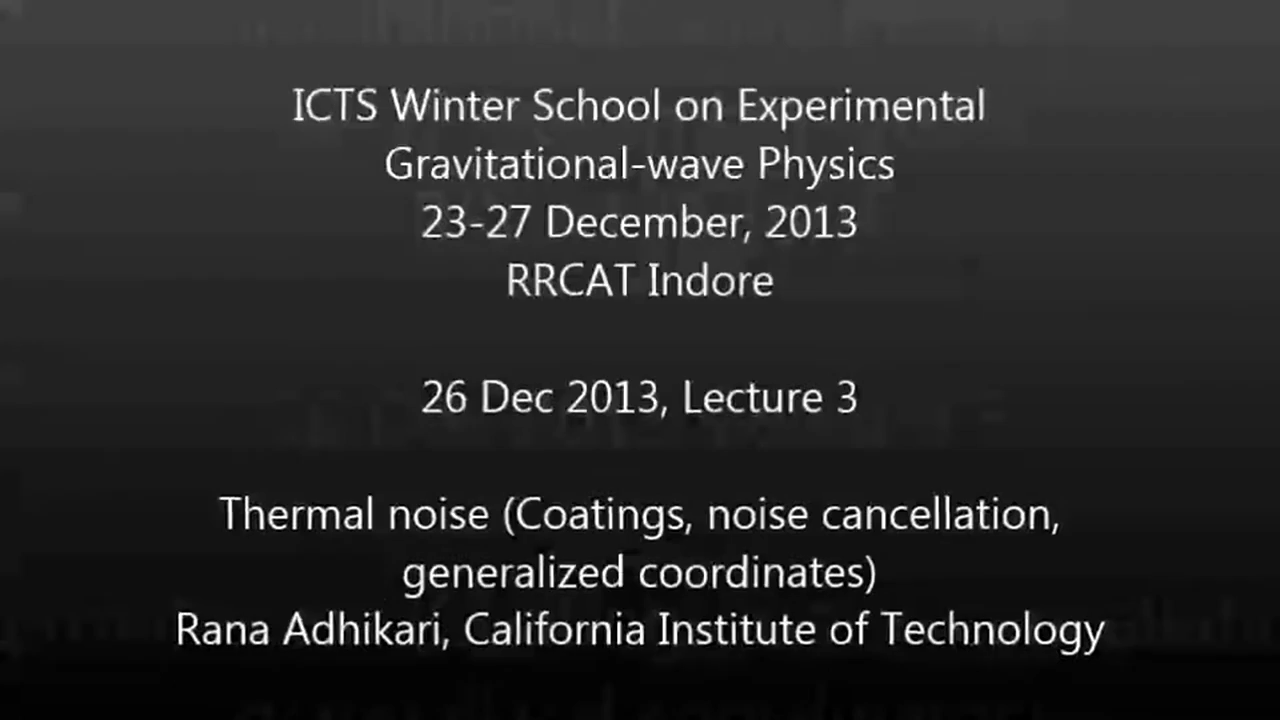 ICTS Winter School on Experimental
Gravitational-wave Physics
23-27 December, 2013
RRCAT Indore
26 Dec 2013, Lecture 3
Thermal noise (Coatings, noise cancellation,
generalized coordinates)
Rana Adhikari, California Institute of Technology